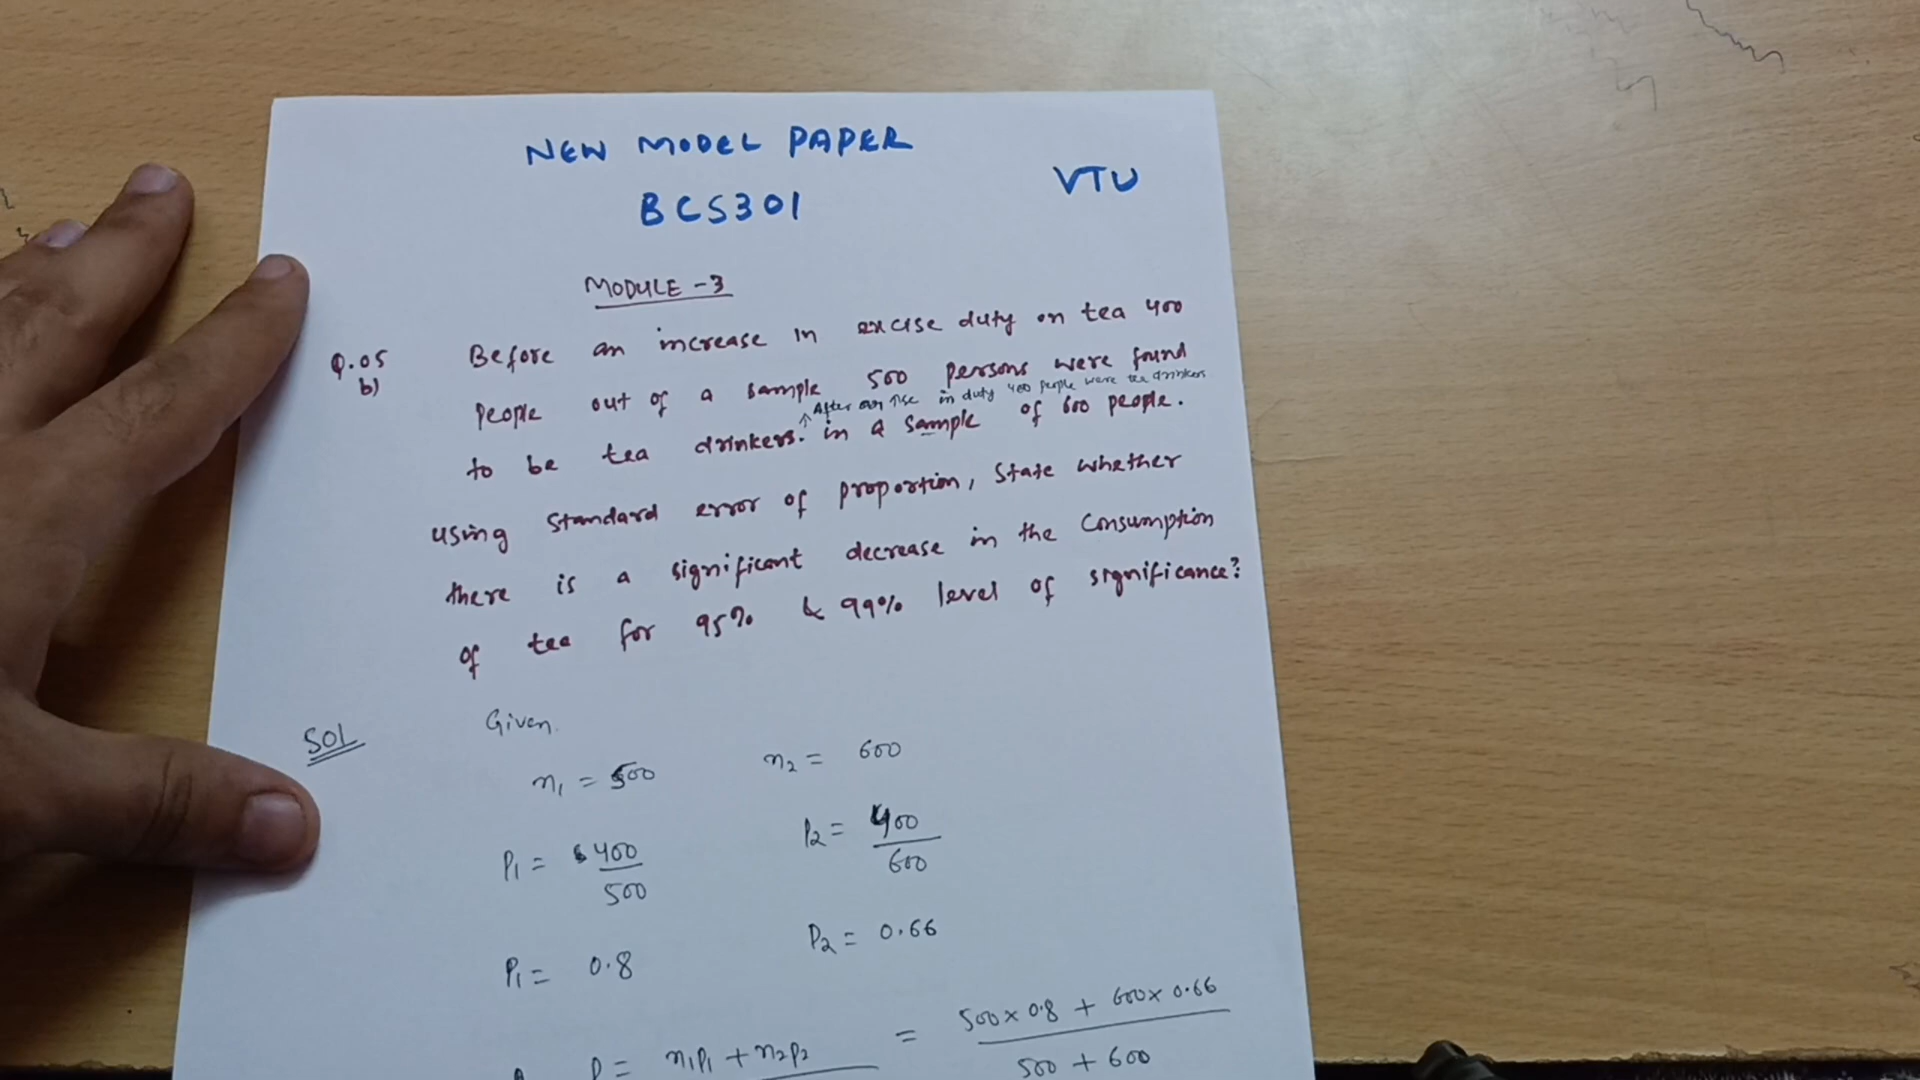 NEW MODEL PAPER
VTU
BCS301
MODULE-3
Q.05 Before an increase in excise duty on tea 400
b) People out of a sample 500 persons were found
After on rise in duty 400 people were tea drinkers
to be tea drinkers. in a sample of 600 people.
using standard error of proportion, State whether
there is a significant decrease in the Consumption
of tea for 95% & 99% level of significance?
SOL Given
n₁ = 500 n₂ = 600
P₁ = 400/500 P₂ = 400/600
P₁ = 0.8 P₂ = 0.66
P = n₁P₁ + n₂P₂ = 500 x 0.8 + 600 x 0.66
500 + 600